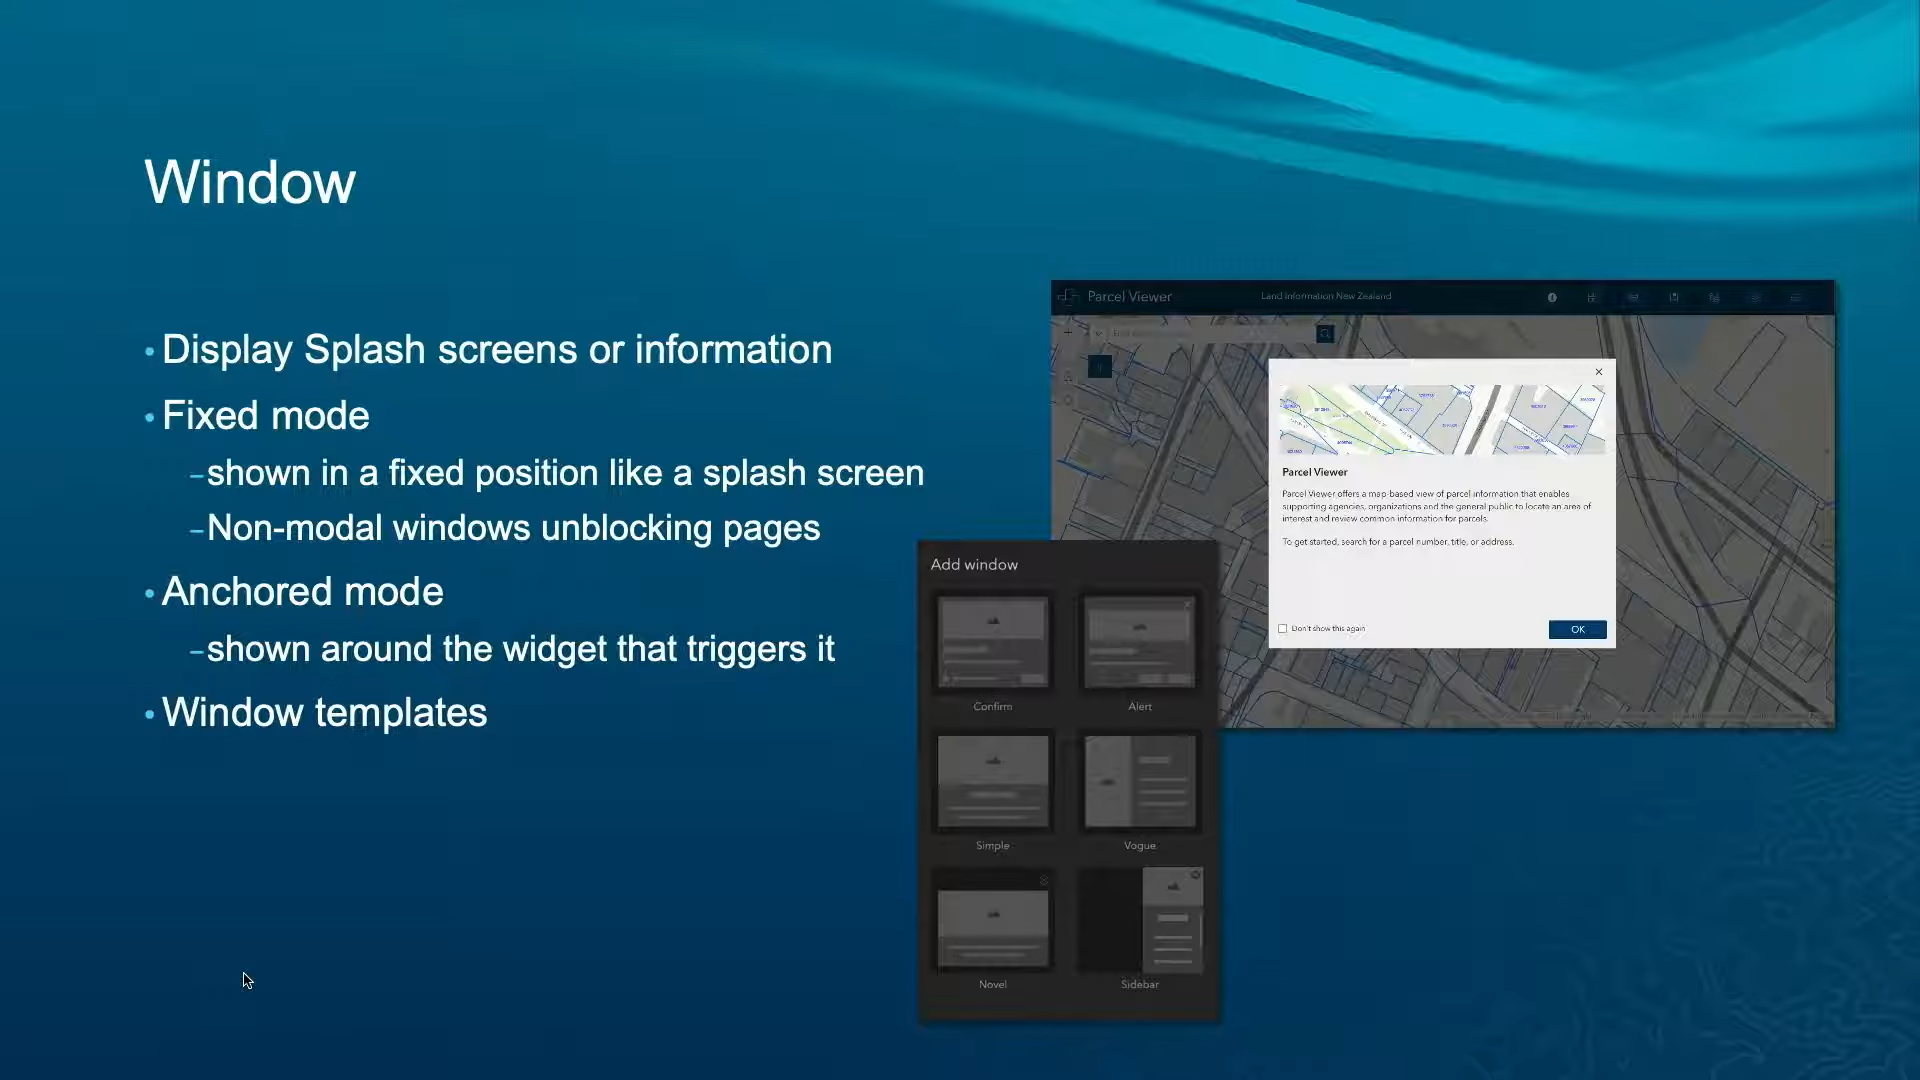 Window
• Display Splash screens or information
• Fixed mode
–shown in a fixed position like a splash screen
–Non-modal windows unblocking pages
• Anchored mode
–shown around the widget that triggers it
• Window templates
Parcel Viewer
Land Information New Zealand
Parcel Viewer
Parcel Viewer offers a map-based view of parcel information that enables
supporting agencies, organizations and the general public to locate an area of
interest and review common information for parcels.
To get started, search for a parcel number, title, or address.
Don't show this again
OK
Add window
Confirm
Alert
Simple
Vogue
Novel
Sidebar